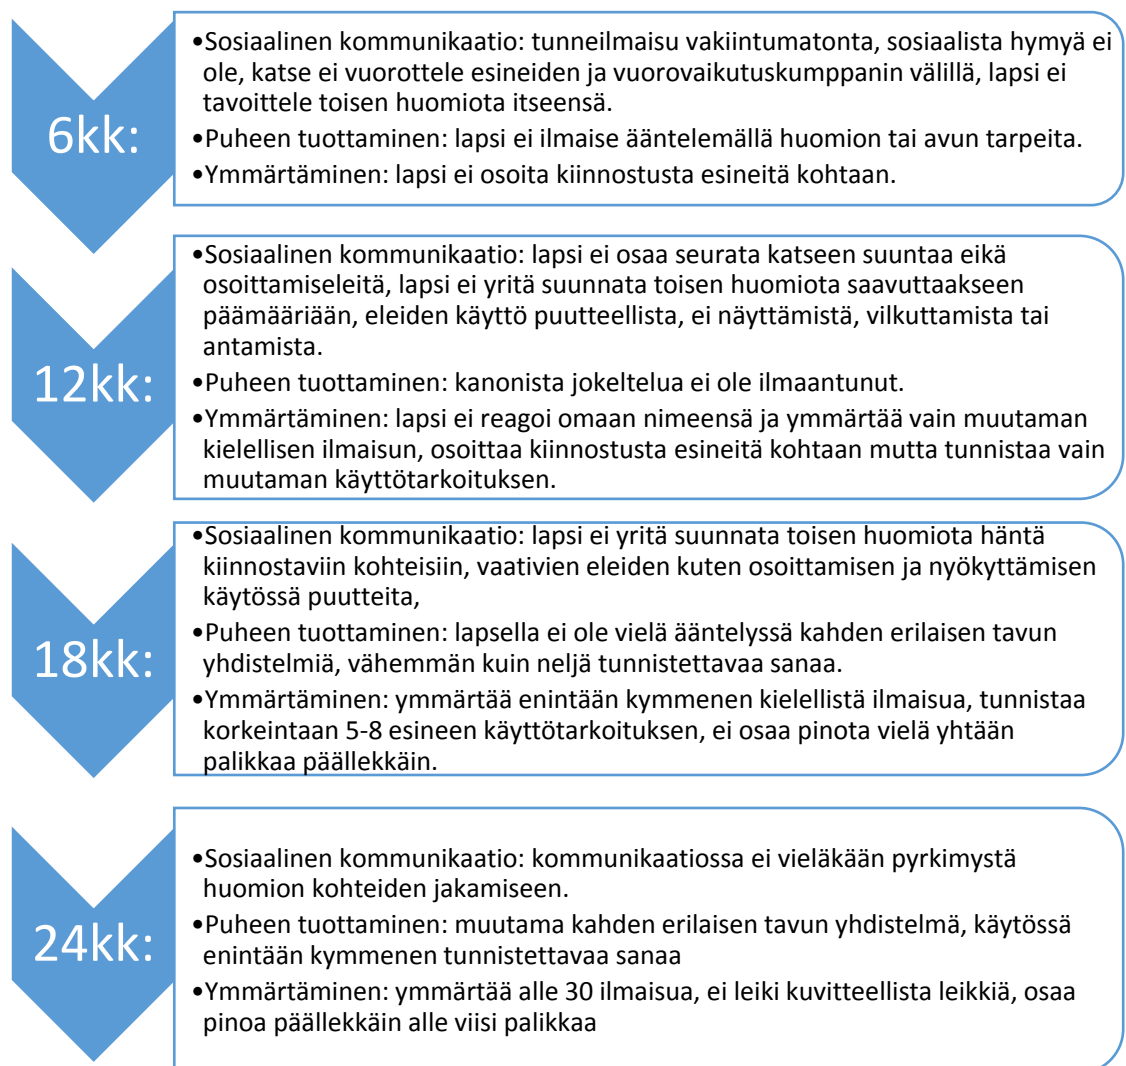 6kk:
•Sosiaalinen kommunikaatio: tunneilmaisu vakiintumatonta, sosiaalista hymyä ei
ole, katse ei vuorottele esineiden ja vuorovaikutuskumppanin välillä, lapsi ei
tavoittele toisen huomiota itseensä.
•Puheen tuottaminen: lapsi ei ilmaise ääntelemällä huomion tai avun tarpeita.
•Ymmärtäminen: lapsi ei osoita kiinnostusta esineitä kohtaan.
12kk:
•Sosiaalinen kommunikaatio: lapsi ei osaa seurata katseen suuntaa eikä
osoittamiseleitä, lapsi ei yritä suunnata toisen huomiota saavuttaakseen
päämääriään, eleiden käyttö puutteellista, ei näyttämistä, vilkuttamista tai
antamista.
•Puheen tuottaminen: kanonista jokeltelua ei ole ilmaantunut.
•Ymmärtäminen: lapsi ei reagoi omaan nimeensä ja ymmärtää vain muutaman
kielellisen ilmaisun, osoittaa kiinnostusta esineitä kohtaan mutta tunnistaa vain
muutaman käyttötarkoituksen.
18kk:
•Sosiaalinen kommunikaatio: lapsi ei yritä suunnata toisen huomiota häntä
kiinnostaviin kohteisiin, vaativien eleiden kuten osoittamisen ja nyökyttämisen
käytössä puutteita,
•Puheen tuottaminen: lapsella ei ole vielä ääntelyssä kahden erilaisen tavun
yhdistelmiä, vähemmän kuin neljä tunnistettavaa sanaa.
•Ymmärtäminen: ymmärtää enintään kymmenen kielellistä ilmaisua, tunnistaa
korkeintaan 5-8 esineen käyttötarkoituksen, ei osaa pinota vielä yhtään
palikkaa päällekkäin.
24kk:
•Sosiaalinen kommunikaatio: kommunikaatiossa ei vieläkään pyrkimystä
huomion kohteiden jakamiseen.
•Puheen tuottaminen: muutama kahden erilaisen tavun yhdistelmä, käytössä
enintään kymmenen tunnistettavaa sanaa
•Ymmärtäminen: ymmärtää alle 30 ilmaisua, ei leiki kuvitteellista leikkiä, osaa
pinoa päällekkäin alle viisi palikkaa